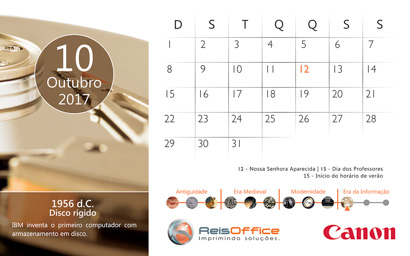 10
Outubro
2017
D S T Q Q S S
1 2 3 4 5 6 7
8 9 10 11 12 13 14
15 16 17 18 19 20 21
22 23 24 25 26 27 28
29 30 31
12 - Nossa Senhora Aparecida | 15 - Dia dos Professores
15 - Início do horário de verão
1956 d.C.
Disco rígido
IBM inventa o primeiro computador com
armazenamento em disco.
Antiguidade Era Medieval Modernidade Era da Informação
ReisOffice
Imprimindo soluções.
Canon